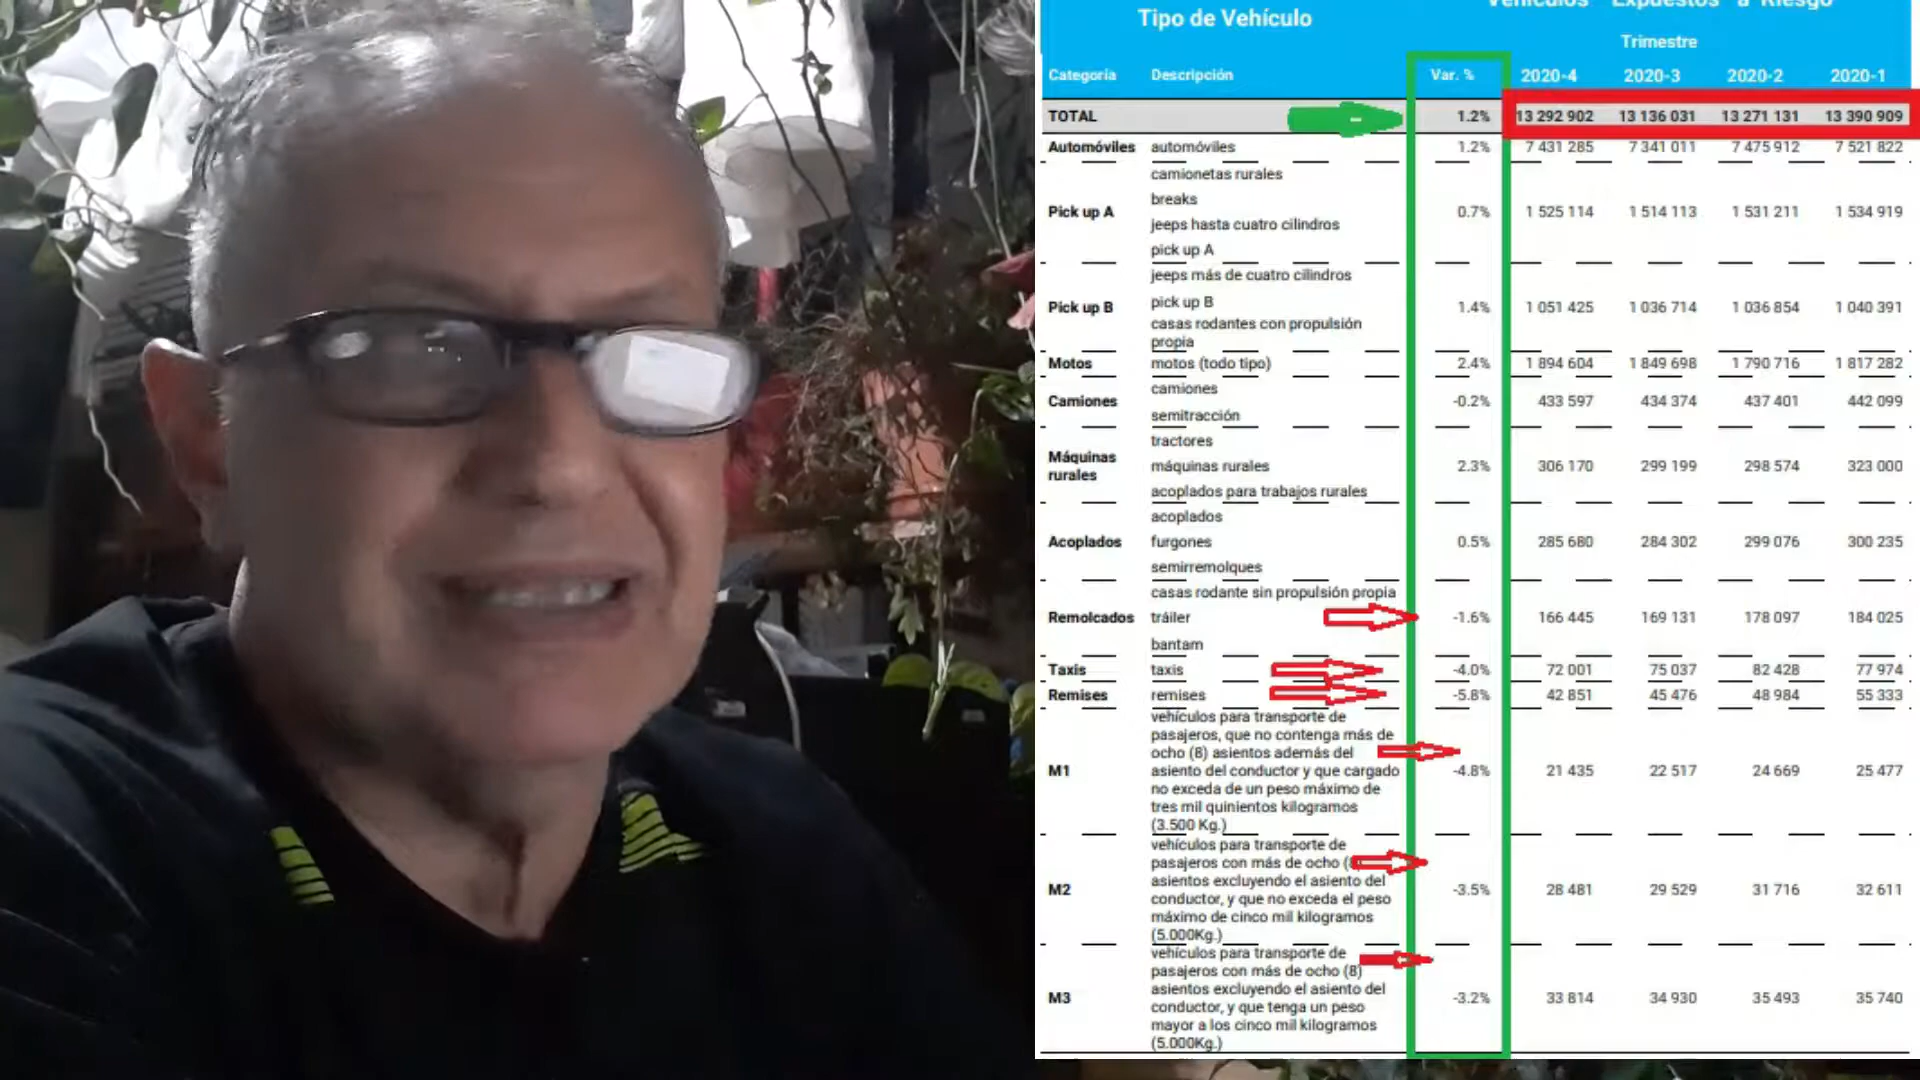 Vehículos Expuestos a Riesgo
Tipo de Vehículo
Trimestre
Categoría Descripción Var. % 2020-4 2020-3 2020-2 2020-1
TOTAL 1.2% 13 292 902 13 136 031 13 271 131 13 390 909
Automóviles automóviles 1.2% 7 431 285 7 341 011 7 475 912 7 521 822
camionetas rurales
breaks
Pick up A 0.7% 1 525 114 1 514 113 1 531 211 1 534 919
jeeps hasta cuatro cilindros
pick up A
jeeps más de cuatro cilindros
Pick up B pick up B 1.4% 1 051 425 1 036 714 1 036 854 1 040 391
casas rodantes con propulsión
propia
Motos motos (todo tipo) 2.4% 1 894 604 1 849 698 1 790 716 1 817 282
camiones
Camiones -0.2% 433 597 434 374 437 401 442 099
semitracción
tractores
Máquinas
rurales máquinas rurales 2.3% 306 170 299 199 298 574 323 000
acoplados para trabajos rurales
acoplados
Acoplados furgones 0.5% 285 680 284 302 299 076 300 235
semirremolques
casas rodante sin propulsión propia
Remolcados tráiler -1.6% 166 445 169 131 178 097 184 025
bantam
Taxis taxis -4.0% 72 001 75 037 82 428 77 974
Remises remises -5.8% 42 851 45 476 48 984 55 333
vehículos para transporte de
pasajeros, que no contenga más de
ocho (8) asientos además del
M1 asiento del conductor y que cargado -4.8% 21 435 22 517 24 669 25 477
no exceda de un peso máximo de
tres mil quinientos kilogramos
(3.500 Kg.)
vehículos para transporte de
pasajeros con más de ocho (8
asientos excluyendo el asiento del
M2 conductor, y que no exceda el peso -3.5% 28 481 29 529 31 716 32 611
máximo de cinco mil kilogramos
(5.000Kg.)
vehículos para transporte de
pasajeros con más de ocho (8)
asientos excluyendo el asiento del
M3 conductor, y que tenga un peso -3.2% 33 814 34 930 35 493 35 740
mayor a los cinco mil kilogramos
(5.000Kg.)